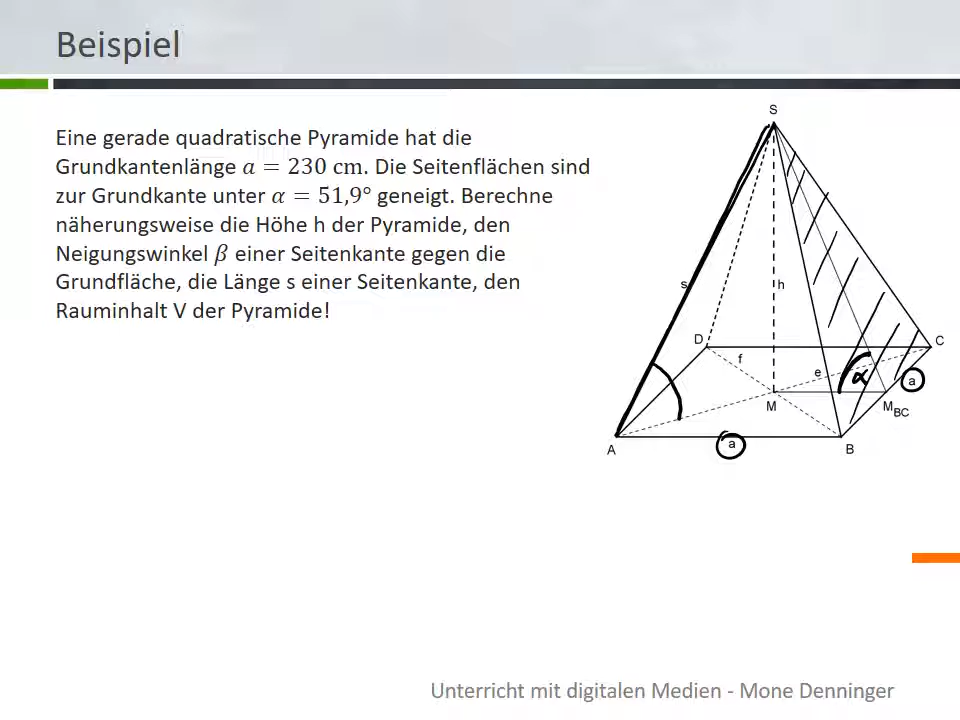 Beispiel
Eine gerade quadratische Pyramide hat die
Grundkantenlänge a = 230 cm. Die Seitenflächen sind
zur Grundkante unter α = 51,9° geneigt. Berechne
näherungsweise die Höhe h der Pyramide, den
Neigungswinkel β einer Seitenkante gegen die
Grundfläche, die Länge s einer Seitenkante, den
Rauminhalt V der Pyramide!
S
s
h
D
C
f
e
α
a
M
M_BC
A
a
B
Unterricht mit digitalen Medien - Mone Denninger